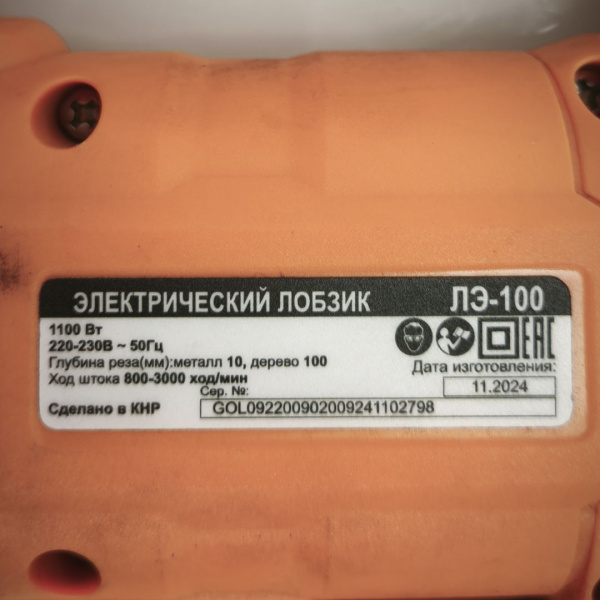 ЭЛЕКТРИЧЕСКИЙ ЛОБЗИК ЛЭ-100
1100 Вт
220-230В ~ 50Гц
Глубина реза(мм):металл 10, дерево 100
Ход штока 800-3000 ход/мин
EAC
Дата изготовления:
11.2024
Сер. №:
Сделано в КНР GOL092200902009241102798